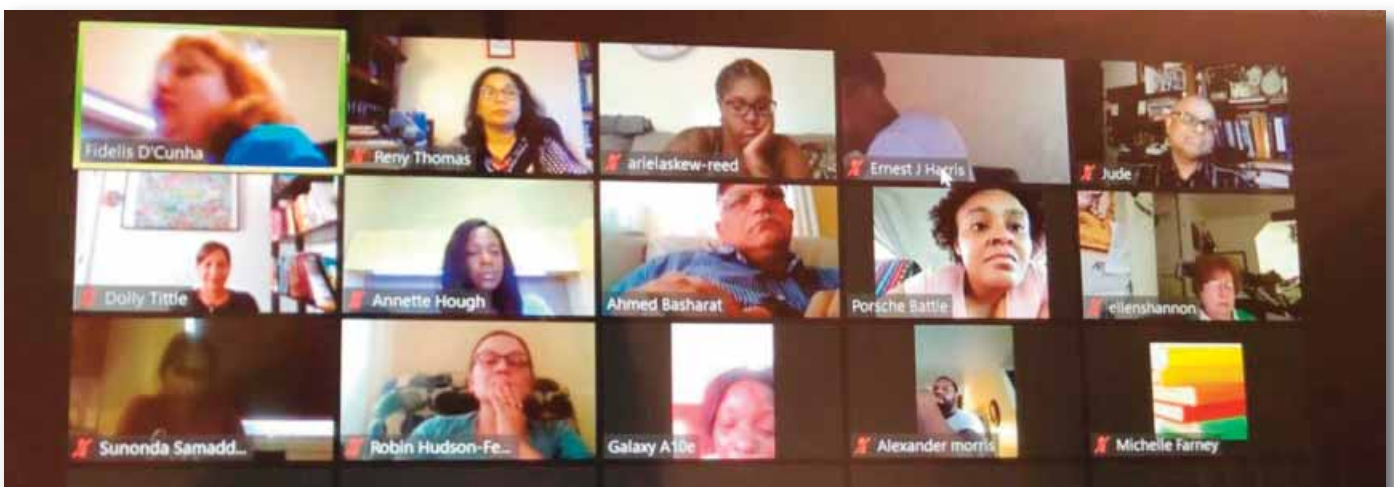 Fidelis D'Cunha
Reny Thomas
arielaskew-reed
Ernest J Harris
Jude
Dolly Tittle
Annette Hough
Ahmed Basharat
Porsche Battle
ellenshannon
Sunonda Samadd...
Robin Hudson-Fe...
Galaxy A10e
Alexander morris
Michelle Farney